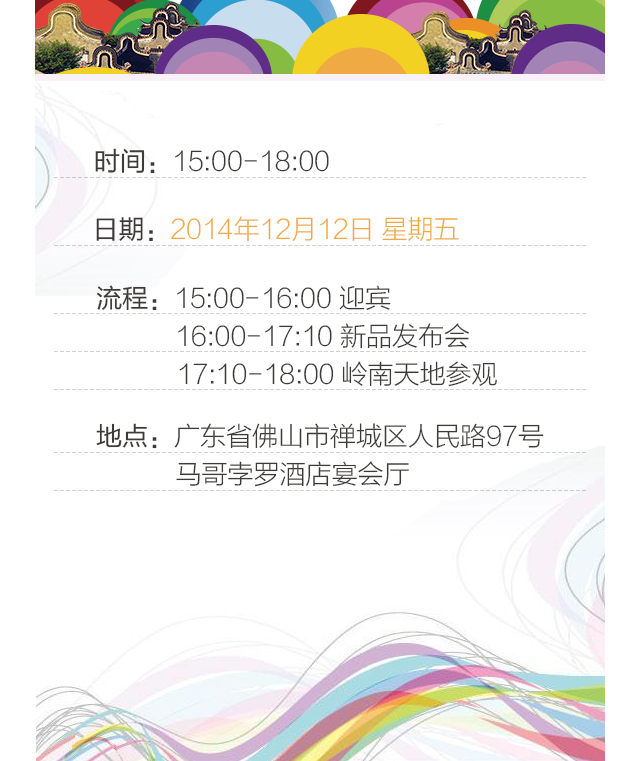 时间：15:00-18:00
日期：2014年12月12日 星期五
流程：15:00-16:00 迎宾
16:00-17:10 新品发布会
17:10-18:00 岭南天地参观
地点：广东省佛山市禅城区人民路97号
马哥孛罗酒店宴会厅